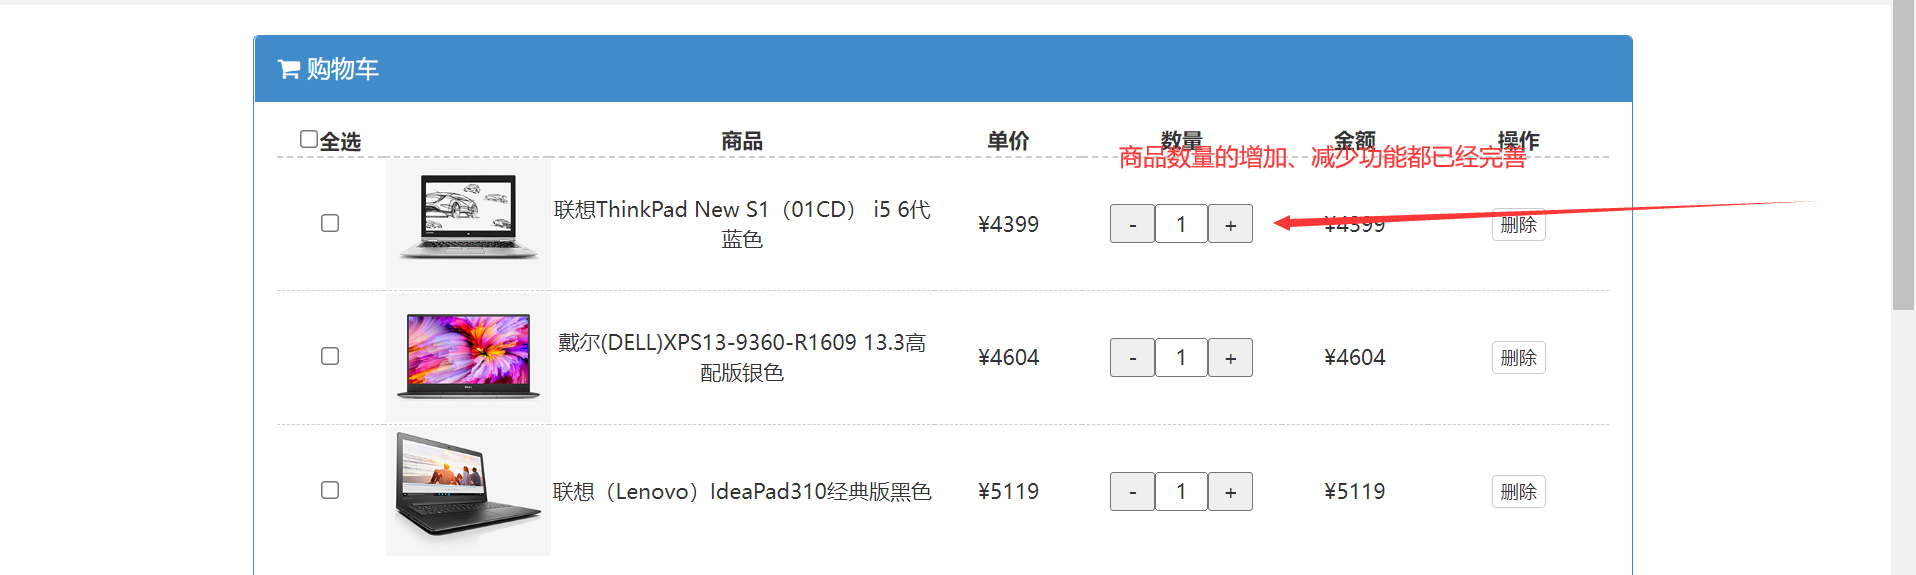 购物车
全选 商品 单价 数量 金额 操作
商品数量的增加、减少功能都已经完善
联想ThinkPad New S1（01CD） i5 6代
蓝色
¥4399 - 1 + ¥4399 删除
戴尔(DELL)XPS13-9360-R1609 13.3高
配版银色
¥4604 - 1 + ¥4604 删除
联想（Lenovo）IdeaPad310经典版黑色 ¥5119 - 1 + ¥5119 删除